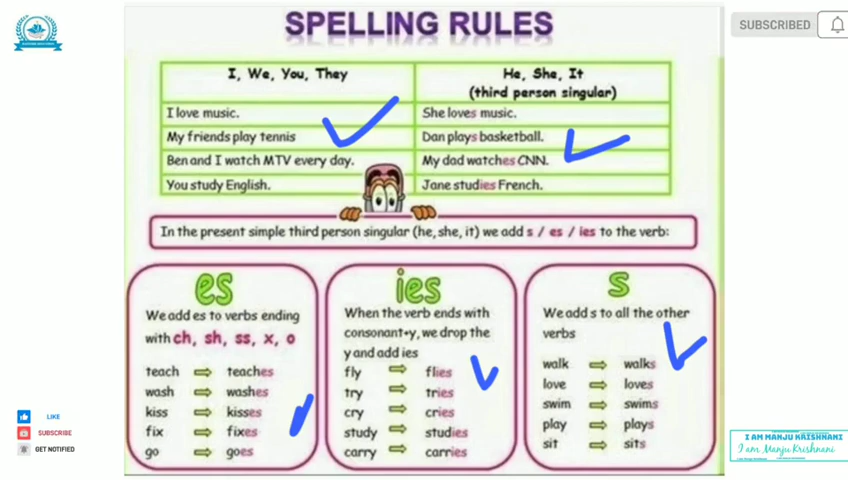 SPELLING RULES
SUBSCRIBED
I, We, You, They
He, She, It
(third person singular)
I love music.
She loves music.
My friends play tennis
Dan plays basketball.
Ben and I watch MTV every day.
My dad watches CNN.
You study English.
Jane studies French.
In the present simple third person singular (he, she, it) we add s / es / ies to the verb:
es
We add es to verbs ending
with ch, sh, ss, x, o
teach ⇨ teaches
wash ⇨ washes
kiss ⇨ kisses
fix ⇨ fixes
go ⇨ goes
ies
When the verb ends with
consonant+y, we drop the
y and add ies
fly ⇨ flies
try ⇨ tries
cry ⇨ cries
study ⇨ studies
carry ⇨ carries
s
We add s to all the other
verbs
walk ⇨ walks
love ⇨ loves
swim ⇨ swims
play ⇨ plays
sit ⇨ sits
LIKE
SUBSCRIBE
GET NOTIFIED
I AM MANJU KRISHNANI
I am Manju Krishnani